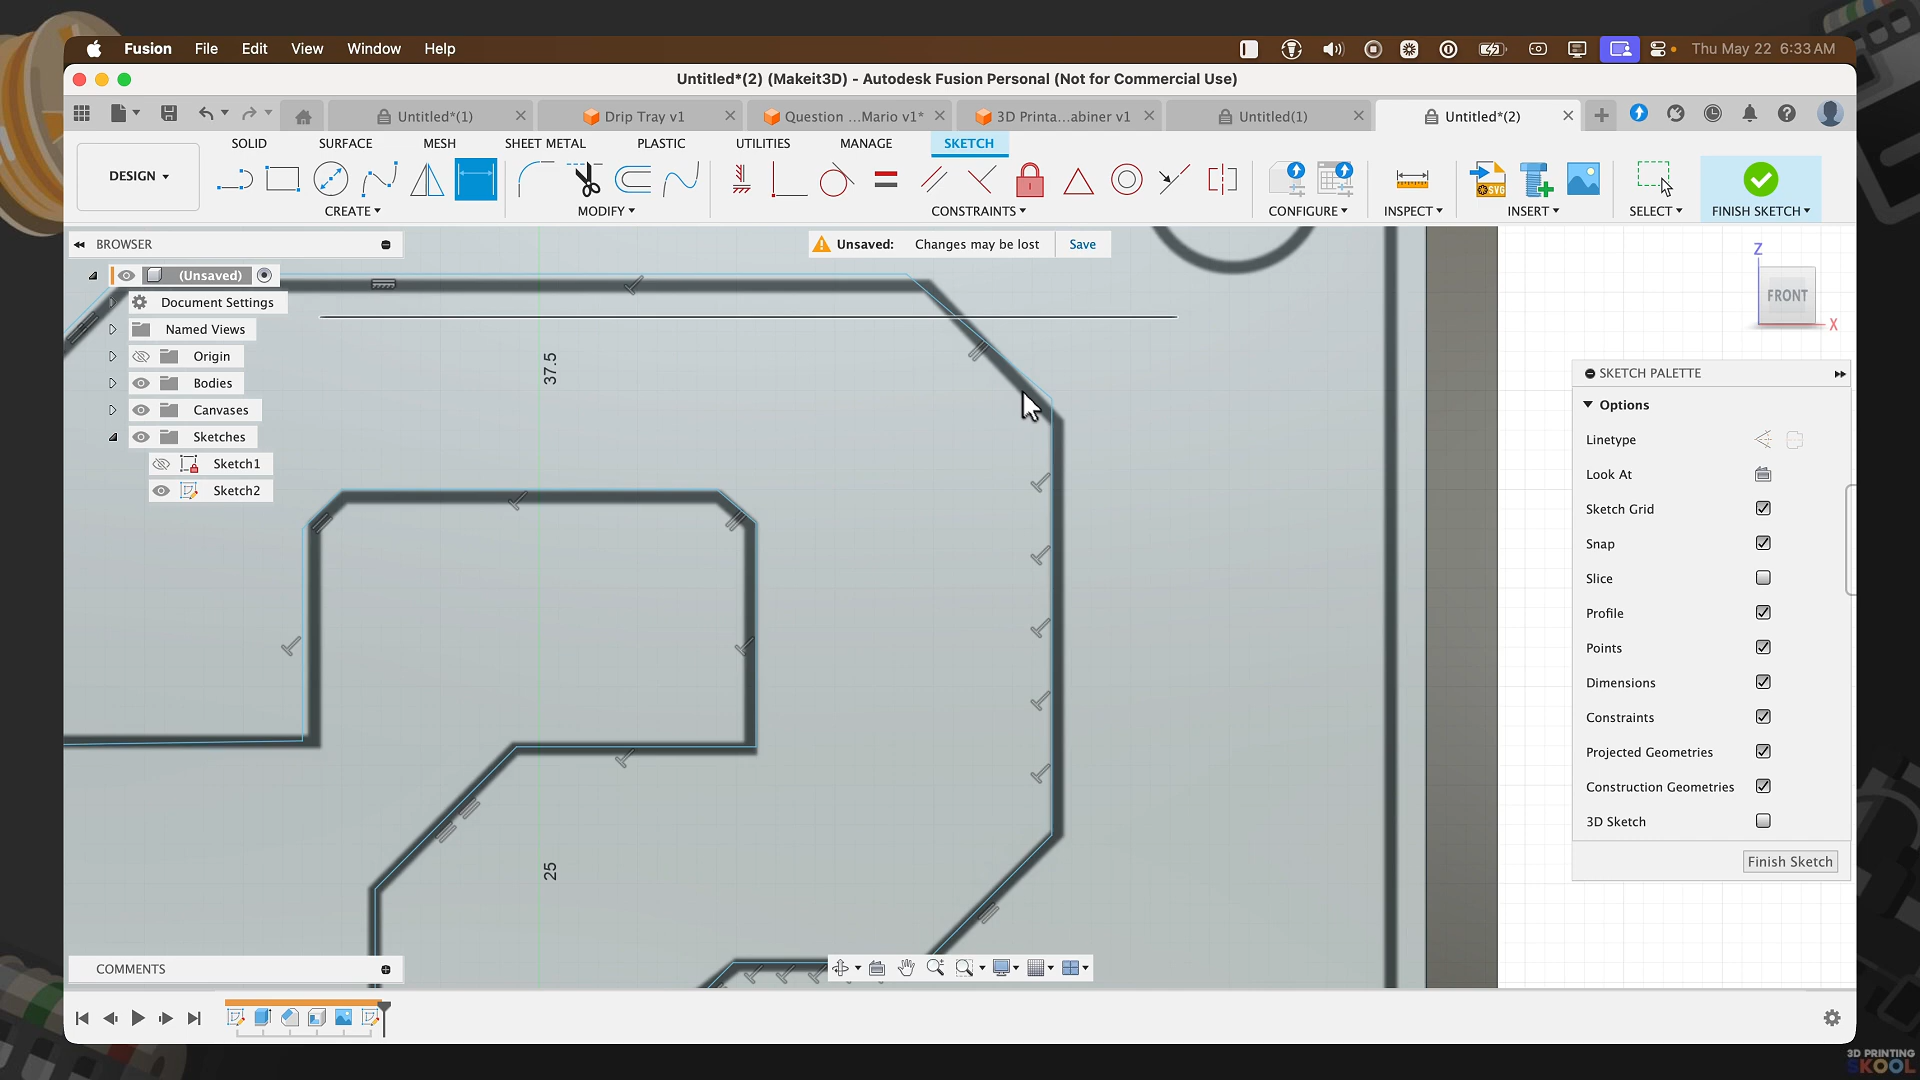 Fusion File Edit View Window Help Thu May 22 6:33 AM
Untitled*(2) (Makeit3D) - Autodesk Fusion Personal (Not for Commercial Use)
Untitled*(1) Drip Tray v1 Question ...Mario v1* 3D Printa...abiner v1 Untitled(1) Untitled*(2)
SOLID SURFACE MESH SHEET METAL PLASTIC UTILITIES MANAGE SKETCH
DESIGN
SVG
CREATE MODIFY CONSTRAINTS CONFIGURE INSPECT INSERT SELECT FINISH SKETCH
BROWSER
Unsaved: Changes may be lost Save
(Unsaved)
Document Settings
Named Views
Origin
Bodies
Canvases
Sketches
Sketch1
Sketch2
37.5
25
Z
FRONT
X
SKETCH PALETTE
Options
Linetype
Look At
Sketch Grid
Snap
Slice
Profile
Points
Dimensions
Constraints
Projected Geometries
Construction Geometries
3D Sketch
Finish Sketch
COMMENTS
3D PRINTING
SKOOL